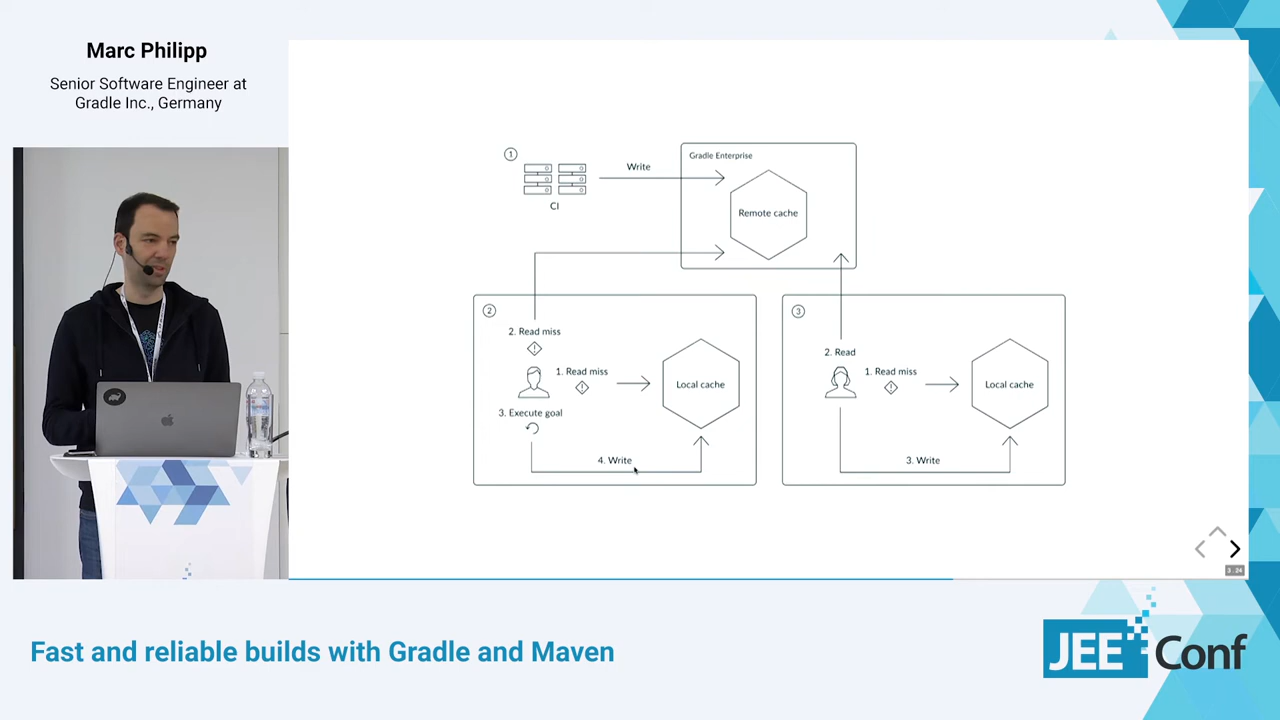 Marc Philipp
Senior Software Engineer at
Gradle Inc., Germany
1
Write
Gradle Enterprise
Remote cache
CI
2
2. Read miss
1. Read miss
Local cache
3. Execute goal
4. Write
3
2. Read
1. Read miss
Local cache
3. Write
3 24
Fast and reliable builds with Gradle and Maven
JEE Conf